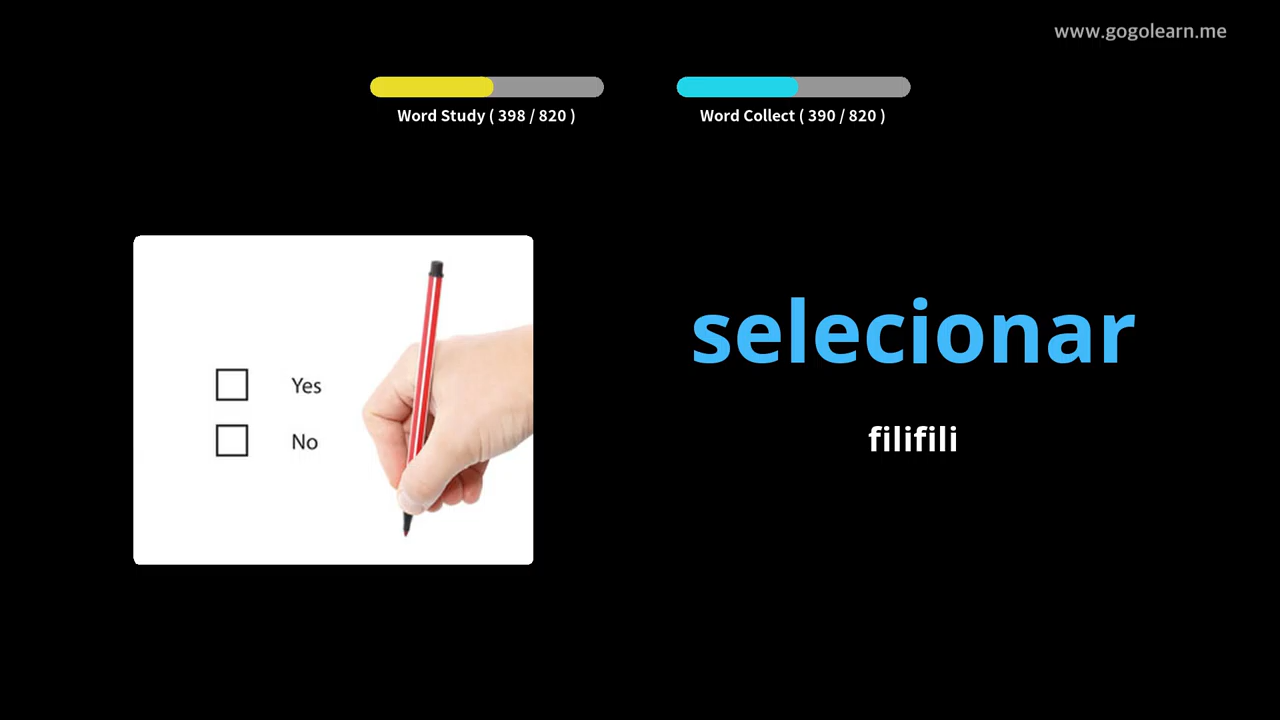 www.gogolearn.me
Word Study ( 398 / 820 )
Word Collect ( 390 / 820 )
selecionar
filifili
Yes
No